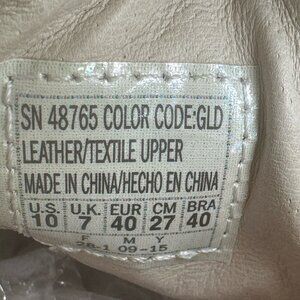 SN 48765 COLOR CODE:GLD
LEATHER/TEXTILE UPPER
MADE IN CHINA/HECHO EN CHINA
U.S. U.K. EUR CM BRA
10 7 40 27 40
M Y
09-15